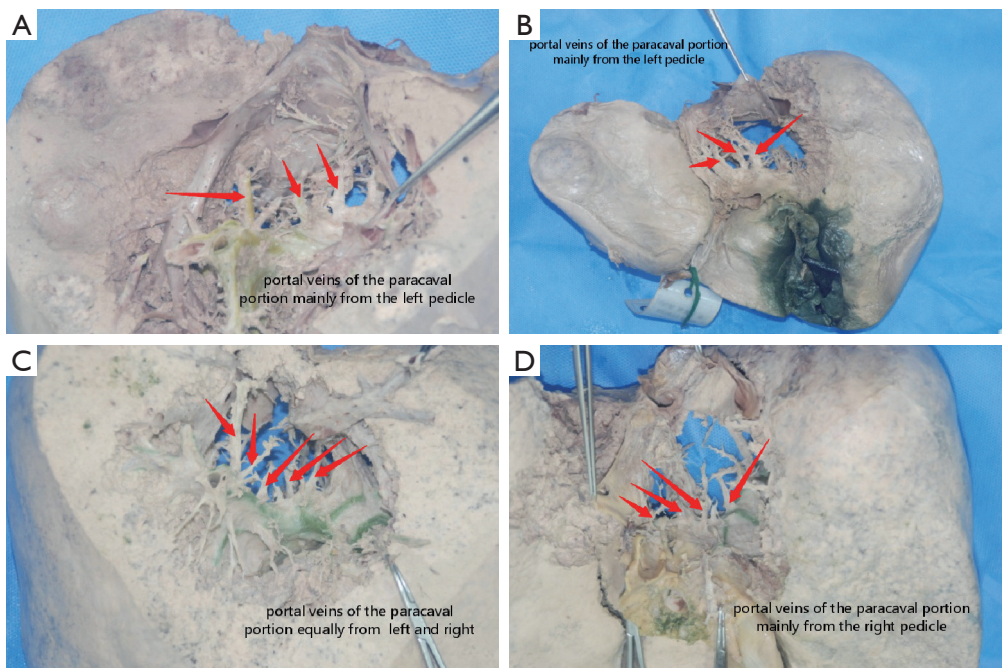 A
portal veins of the paracaval
portion mainly from the left pedicle
B
portal veins of the paracaval portion
mainly from the left pedicle
C
portal veins of the paracaval
portion equally from left and right
D
portal veins of the paracaval portion
mainly from the right pedicle